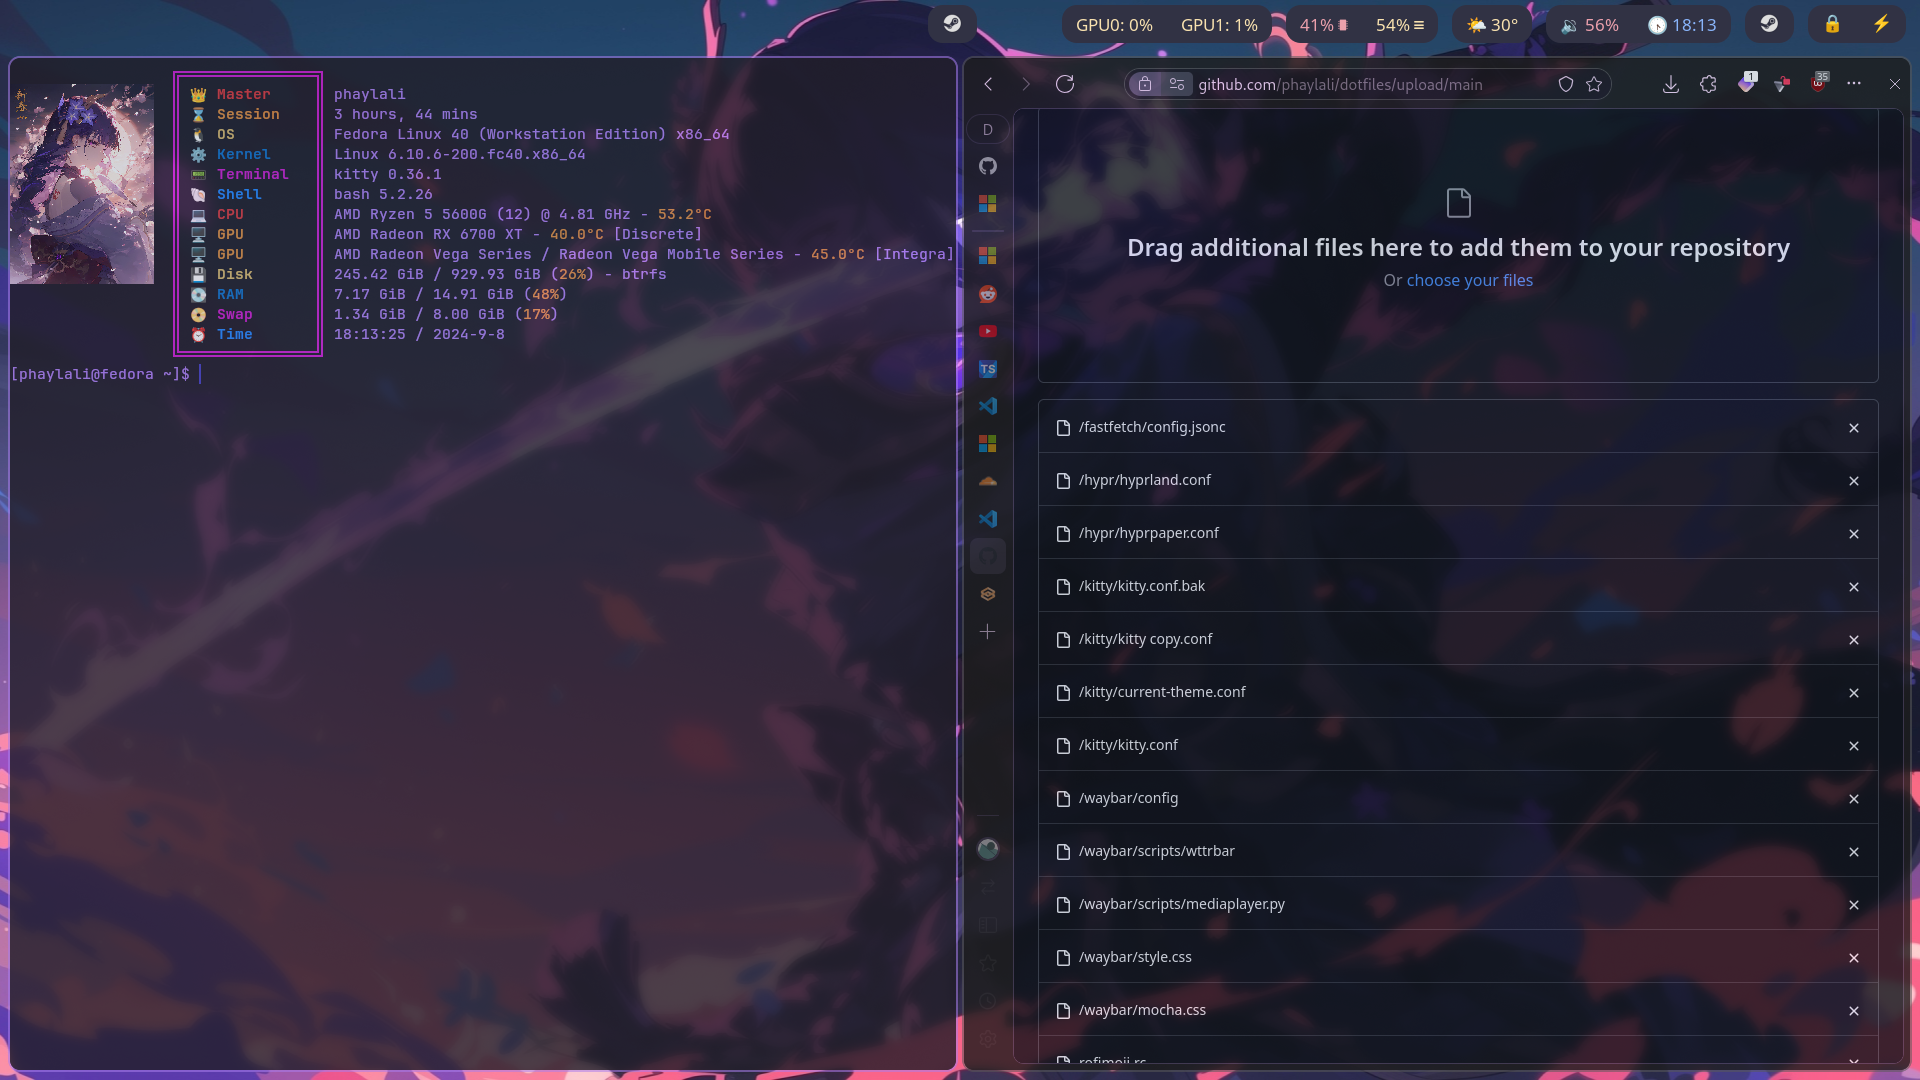 GPU0: 0% GPU1: 1% 41% 54% 30° 56% 18:13
Master phaylali
Session 3 hours, 44 mins
OS Fedora Linux 40 (Workstation Edition) x86_64
Kernel Linux 6.10.6-200.fc40.x86_64
Terminal kitty 0.36.1
Shell bash 5.2.26
CPU AMD Ryzen 5 5600G (12) @ 4.81 GHz - 53.2°C
GPU AMD Radeon RX 6700 XT - 40.0°C [Discrete]
GPU AMD Radeon Vega Series / Radeon Vega Mobile Series - 45.0°C [Integra]
Disk 245.42 GiB / 929.93 GiB (26%) - btrfs
RAM 7.17 GiB / 14.91 GiB (48%)
Swap 1.34 GiB / 8.00 GiB (17%)
Time 18:13:25 / 2024-9-8
[phaylali@fedora ~]$
github.com/phaylali/dotfiles/upload/main
1
35
D
TS
Drag additional files here to add them to your repository
Or choose your files
/fastfetch/config.jsonc
/hypr/hyprland.conf
/hypr/hyprpaper.conf
/kitty/kitty.conf.bak
/kitty/kitty copy.conf
/kitty/current-theme.conf
/kitty/kitty.conf
/waybar/config
/waybar/scripts/wttrbar
/waybar/scripts/mediaplayer.py
/waybar/style.css
/waybar/mocha.css
rofimoji.rc